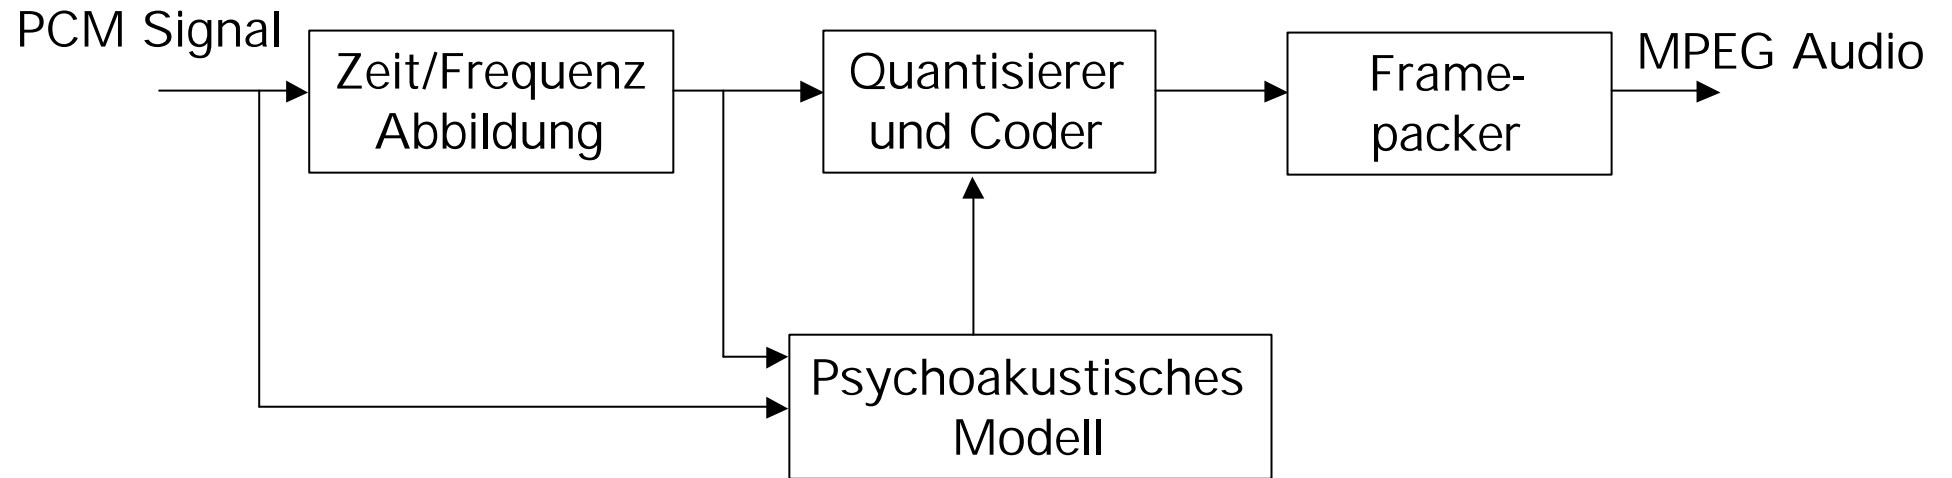 PCM Signal
Zeit/Frequenz
Abbildung
Quantisierer
und Coder
Frame-
packer
MPEG Audio
Psychoakustisches
Modell